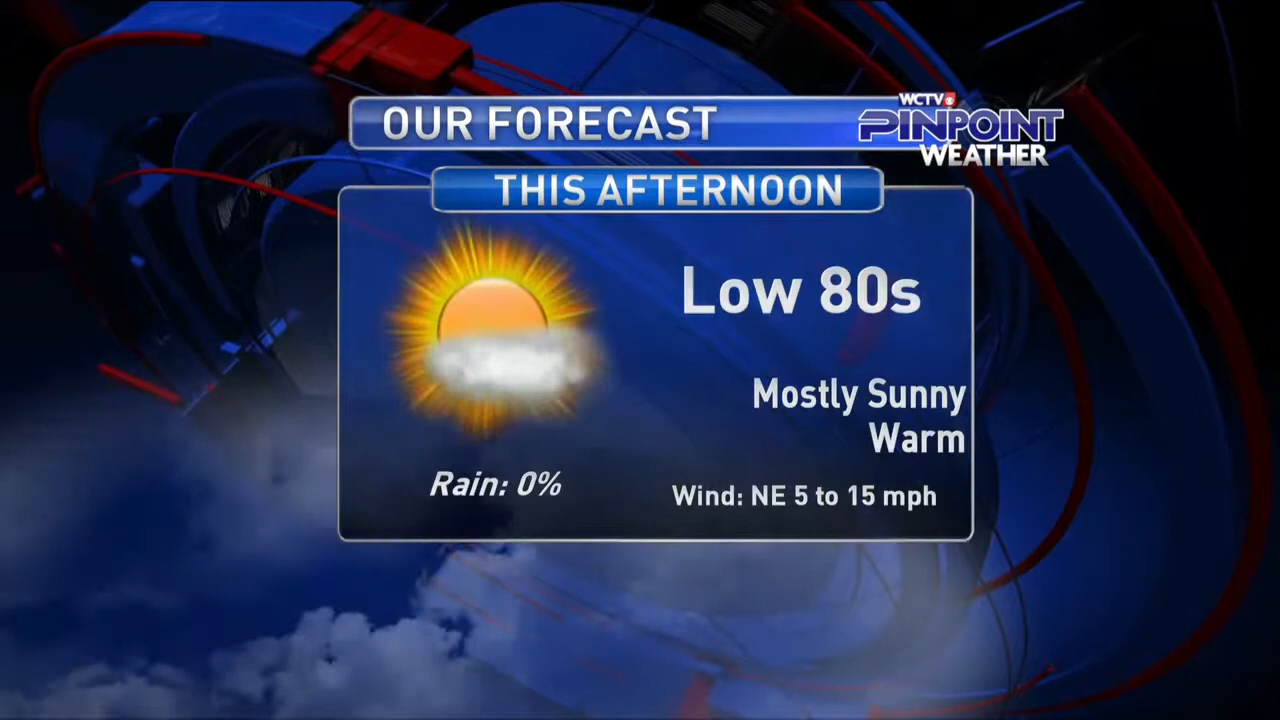 OUR FORECAST
WCTV
PINPOINT
WEATHER
THIS AFTERNOON
Low 80s
Mostly Sunny
Warm
Rain: 0%
Wind: NE 5 to 15 mph